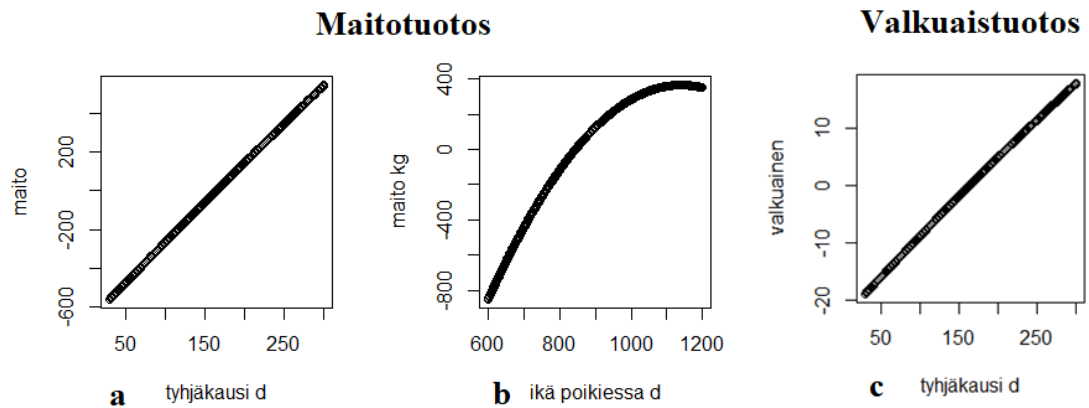 Maitotuotos
Valkuaistuotos
maito
200
-200
-600
50
150
250
a
tyhjäkausi d
maito kg
400
0
-400
-800
600
800
1000
1200
b
ikä poikiessa d
valkuainen
10
0
-10
-20
50
150
250
c
tyhjäkausi d